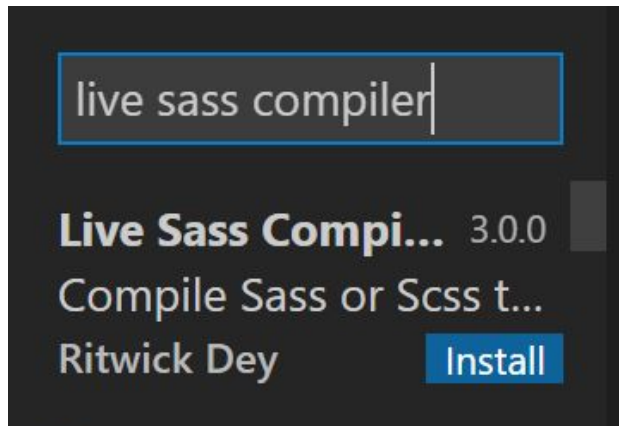 live sass compiler
Live Sass Compi... 3.0.0
Compile Sass or Scss t...
Ritwick Dey Install